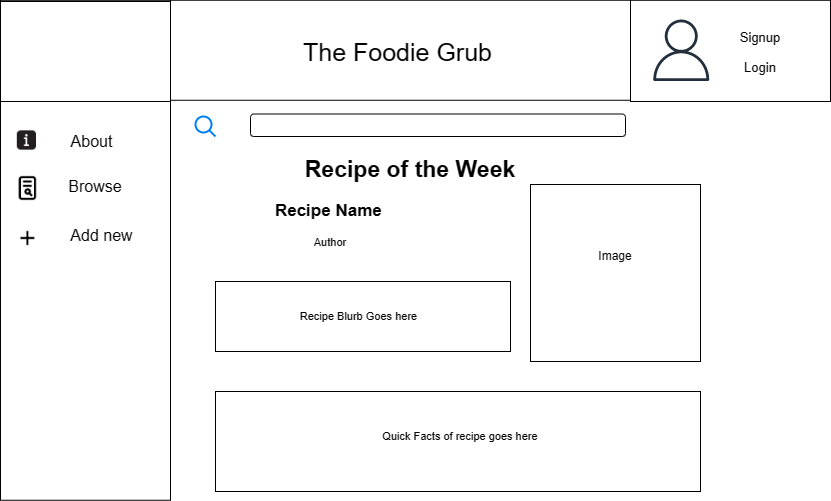 The Foodie Grub
Signup
Login
About
Browse
Add new
Recipe of the Week
Recipe Name
Author
Image
Recipe Blurb Goes here
Quick Facts of recipe goes here